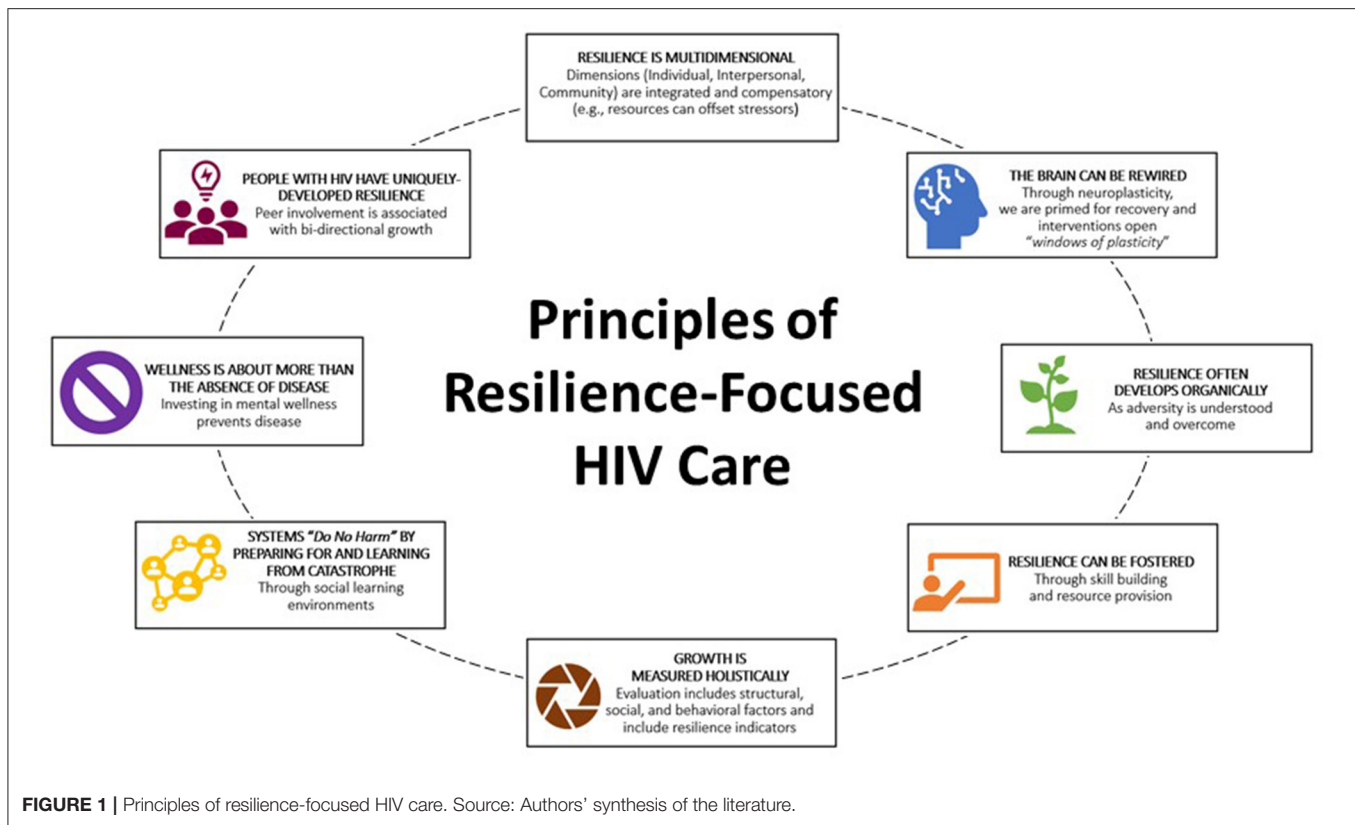 RESILIENCE IS MULTIDIMENSIONAL
Dimensions (Individual, Interpersonal,
Community) are integrated and compensatory
(e.g., resources can offset stressors)
THE BRAIN CAN BE REWIRED
Through neuroplasticity,
we are primed for recovery and
interventions open
"windows of plasticity"
RESILIENCE OFTEN
DEVELOPS ORGANICALLY
As adversity is understood
and overcome
RESILIENCE CAN BE FOSTERED
Through skill building
and resource provision
GROWTH IS
MEASURED HOLISTICALLY
Evaluation includes structural,
social, and behavioral factors and
include resilience indicators
SYSTEMS "Do No Harm" BY
PREPARING FOR AND LEARNING
FROM CATASTROPHE
Through social learning
environments
WELLNESS IS ABOUT MORE THAN
THE ABSENCE OF DISEASE
Investing in mental wellness
prevents disease
PEOPLE WITH HIV HAVE UNIQUELY-
DEVELOPED RESILIENCE
Peer involvement is associated
with bi-directional growth
Principles of
Resilience-Focused
HIV Care
FIGURE 1 | Principles of resilience-focused HIV care. Source: Authors' synthesis of the literature.